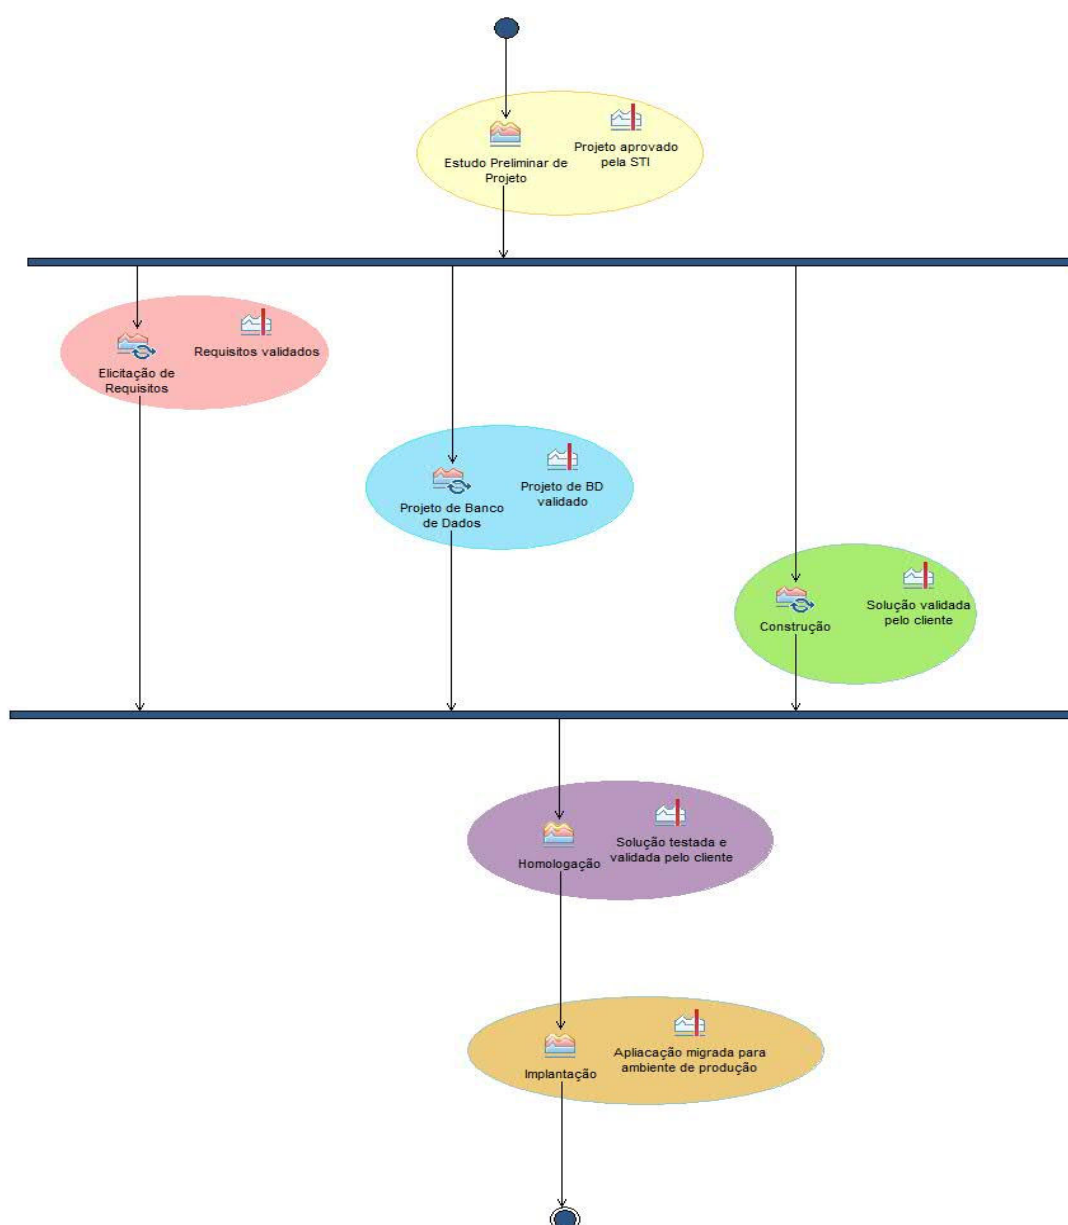 Estudo Preliminar de
Projeto
Projeto aprovado
pela STI
Elicitação de
Requisitos
Requisitos validados
Projeto de Banco
de Dados
Projeto de BD
validado
Construção
Solução validada
pelo cliente
Homologação
Solução testada e
validada pelo cliente
Implantação
Apliacação migrada para
ambiente de produção